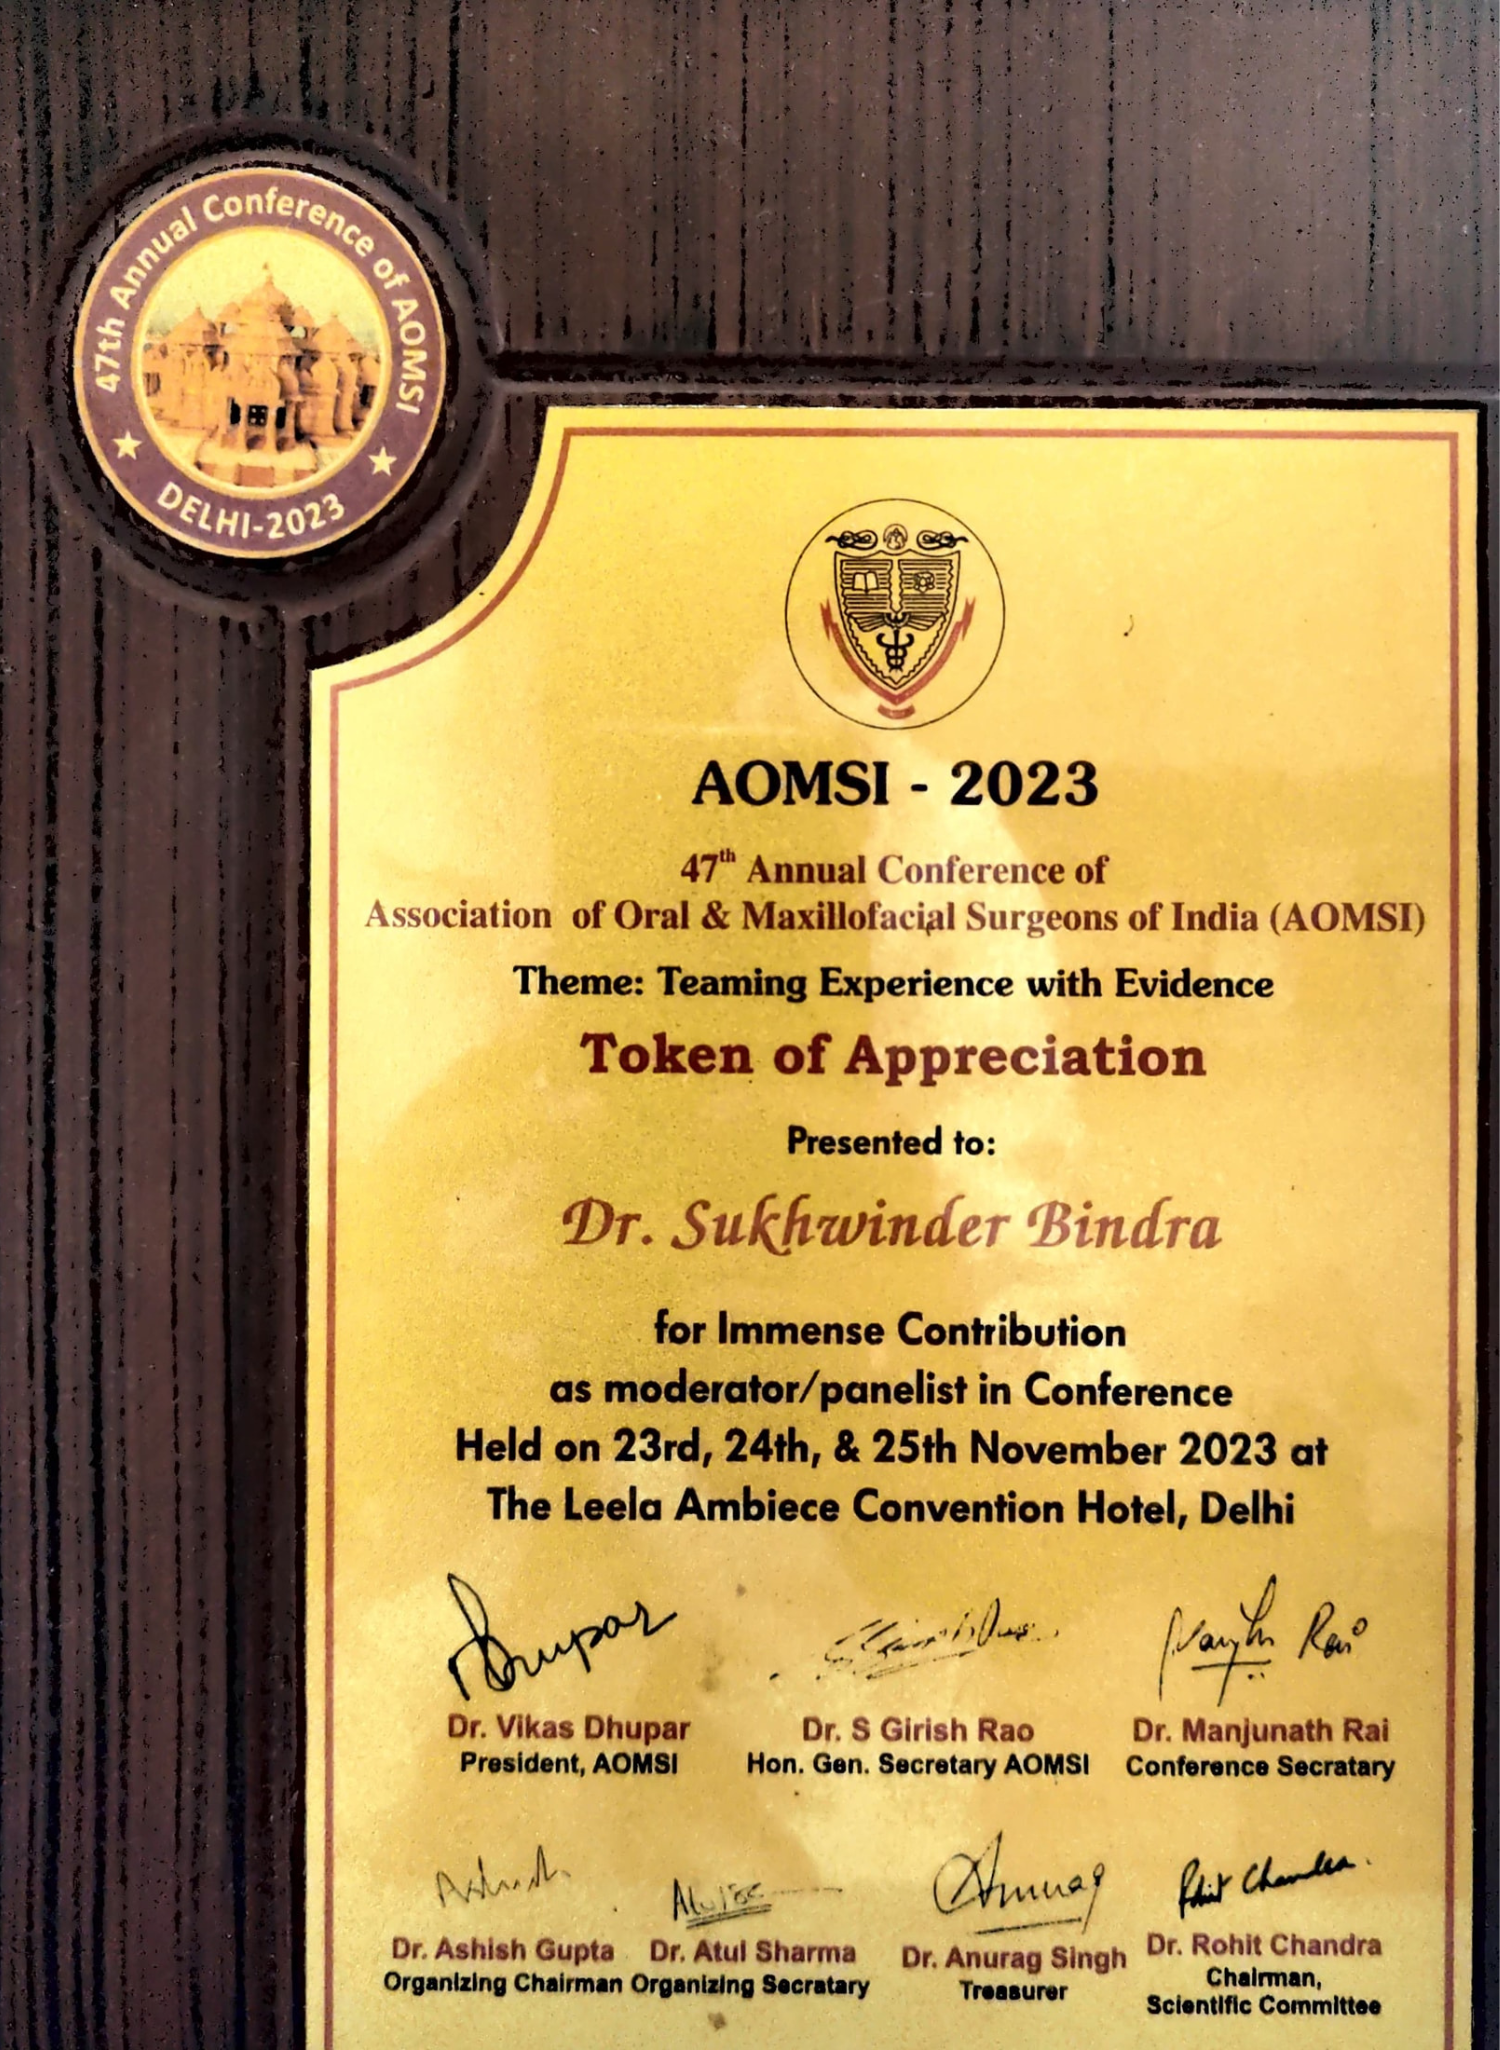 47th Annual Conference of AOMSI
DELHI-2023
AOMSI - 2023
47th Annual Conference of
Association of Oral & Maxillofacial Surgeons of India (AOMSI)
Theme: Teaming Experience with Evidence
Token of Appreciation
Presented to:
Dr. Sukhwinder Bindra
for Immense Contribution
as moderator/panelist in Conference
Held on 23rd, 24th, & 25th November 2023 at
The Leela Ambiece Convention Hotel, Delhi
Dhupar
Manju Rai
Dr. Vikas Dhupar Dr. S Girish Rao Dr. Manjunath Rai
President, AOMSI Hon. Gen. Secretary AOMSI Conference Secratary
Anurag Rohit Chandra
Dr. Ashish Gupta Dr. Atul Sharma Dr. Anurag Singh Dr. Rohit Chandra
Organizing Chairman Organizing Secratary Treasurer Chairman,
Scientific Committee